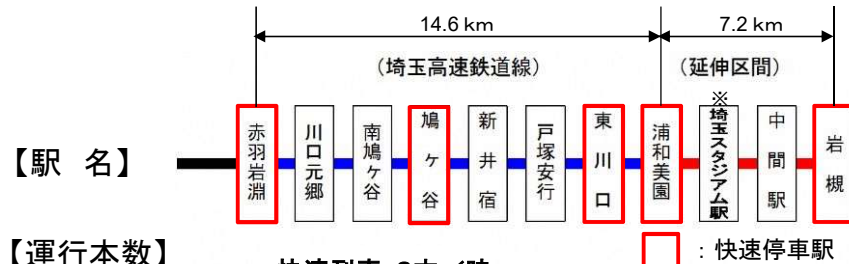 14.6 km
7.2 km
(埼玉高速鉄道線)
(延伸区間)
【駅 名】
赤羽岩淵
川口元郷
南鳩ヶ谷
鳩ヶ谷
新井宿
戸塚安行
東川口
浦和美園
※埼玉スタジアム駅
中間駅
岩槻
【運行本数】
：快速停車駅